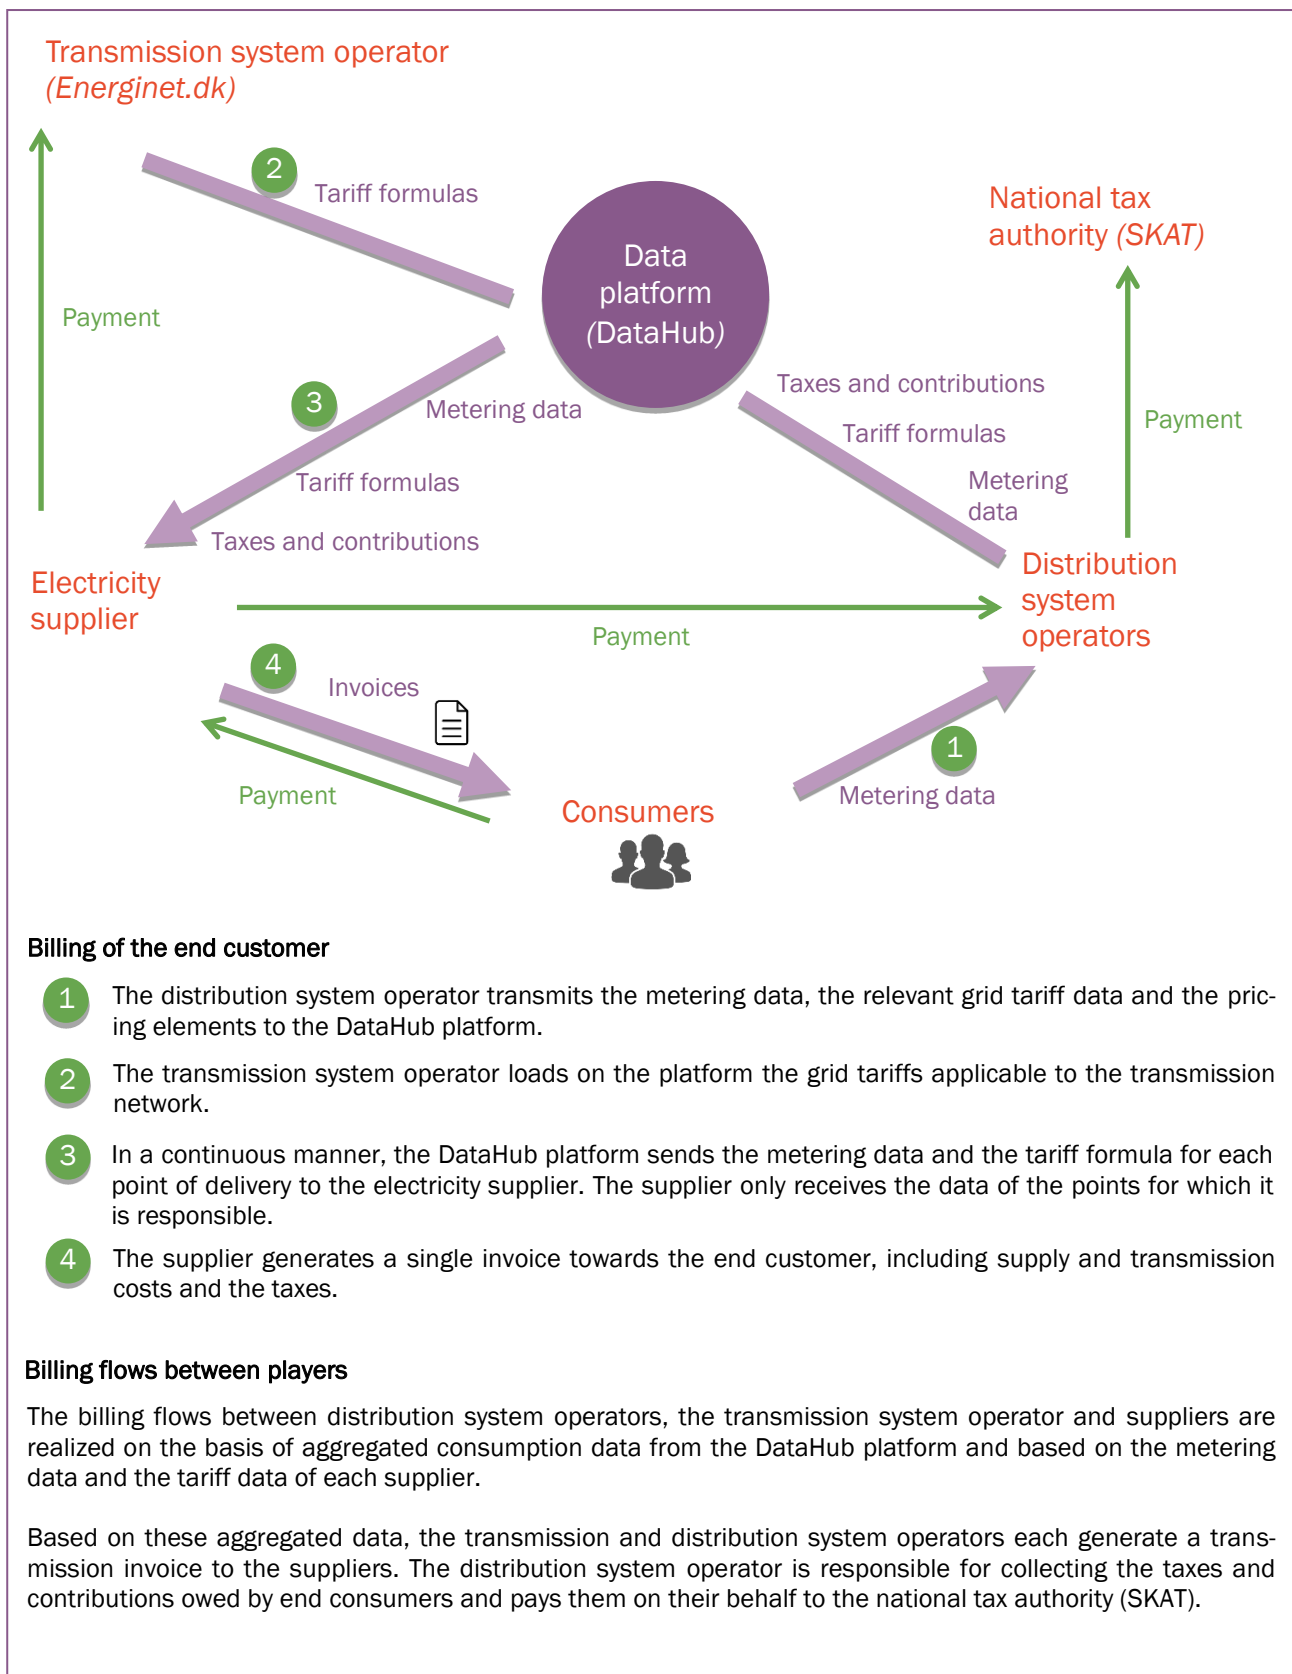 Transmission system operator
(Energinet.dk)
2
Tariff formulas
National tax
authority (SKAT)
Data
platform
(DataHub)
Payment
3
Metering data
Taxes and contributions
Tariff formulas
Payment
Tariff formulas
Metering
data
Taxes and contributions
Electricity
supplier
Distribution
system
operators
Payment
4
Invoices
1
Payment
Consumers
Metering data
Billing of the end customer
1
The distribution system operator transmits the metering data, the relevant grid tariff data and the pric-
ing elements to the DataHub platform.
2
The transmission system operator loads on the platform the grid tariffs applicable to the transmission
network.
3
In a continuous manner, the DataHub platform sends the metering data and the tariff formula for each
point of delivery to the electricity supplier. The supplier only receives the data of the points for which it
is responsible.
4
The supplier generates a single invoice towards the end customer, including supply and transmission
costs and the taxes.
Billing flows between players
The billing flows between distribution system operators, the transmission system operator and suppliers are
realized on the basis of aggregated consumption data from the DataHub platform and based on the metering
data and the tariff data of each supplier.
Based on these aggregated data, the transmission and distribution system operators each generate a trans-
mission invoice to the suppliers. The distribution system operator is responsible for collecting the taxes and
contributions owed by end consumers and pays them on their behalf to the national tax authority (SKAT).